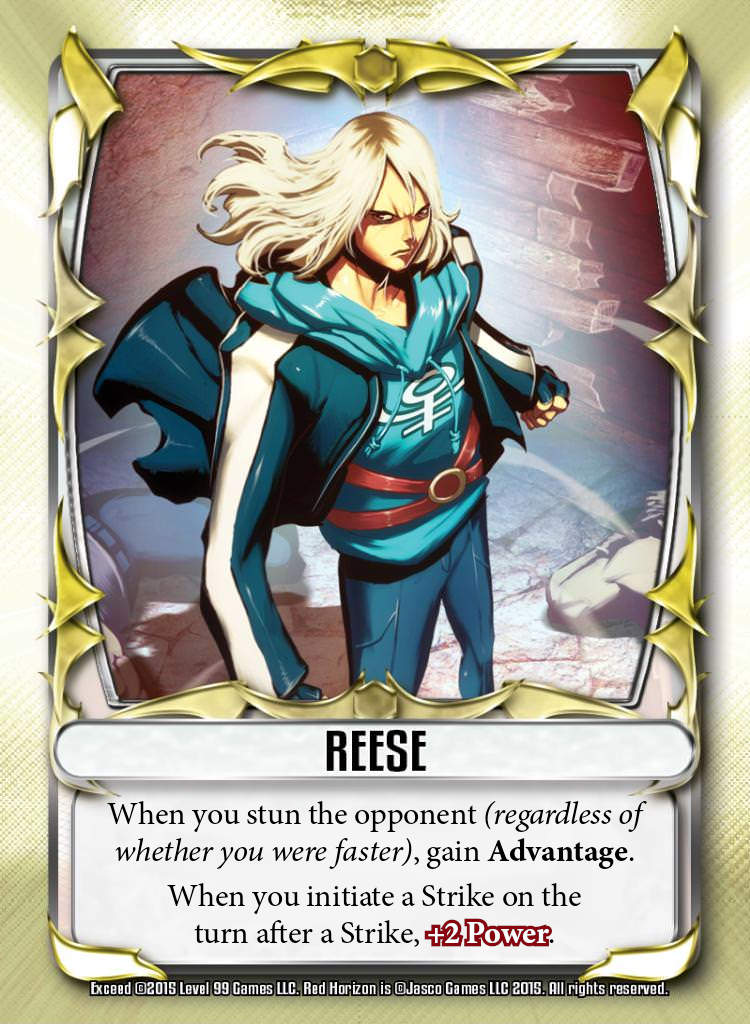 REESE
When you stun the opponent (regardless of
whether you were faster), gain Advantage.
When you initiate a Strike on the
turn after a Strike, +2 Power.
Exceed ©2015 Level 99 Games LLC. Red Horizon is ©Jasco Games LLC 2015. All rights reserved.